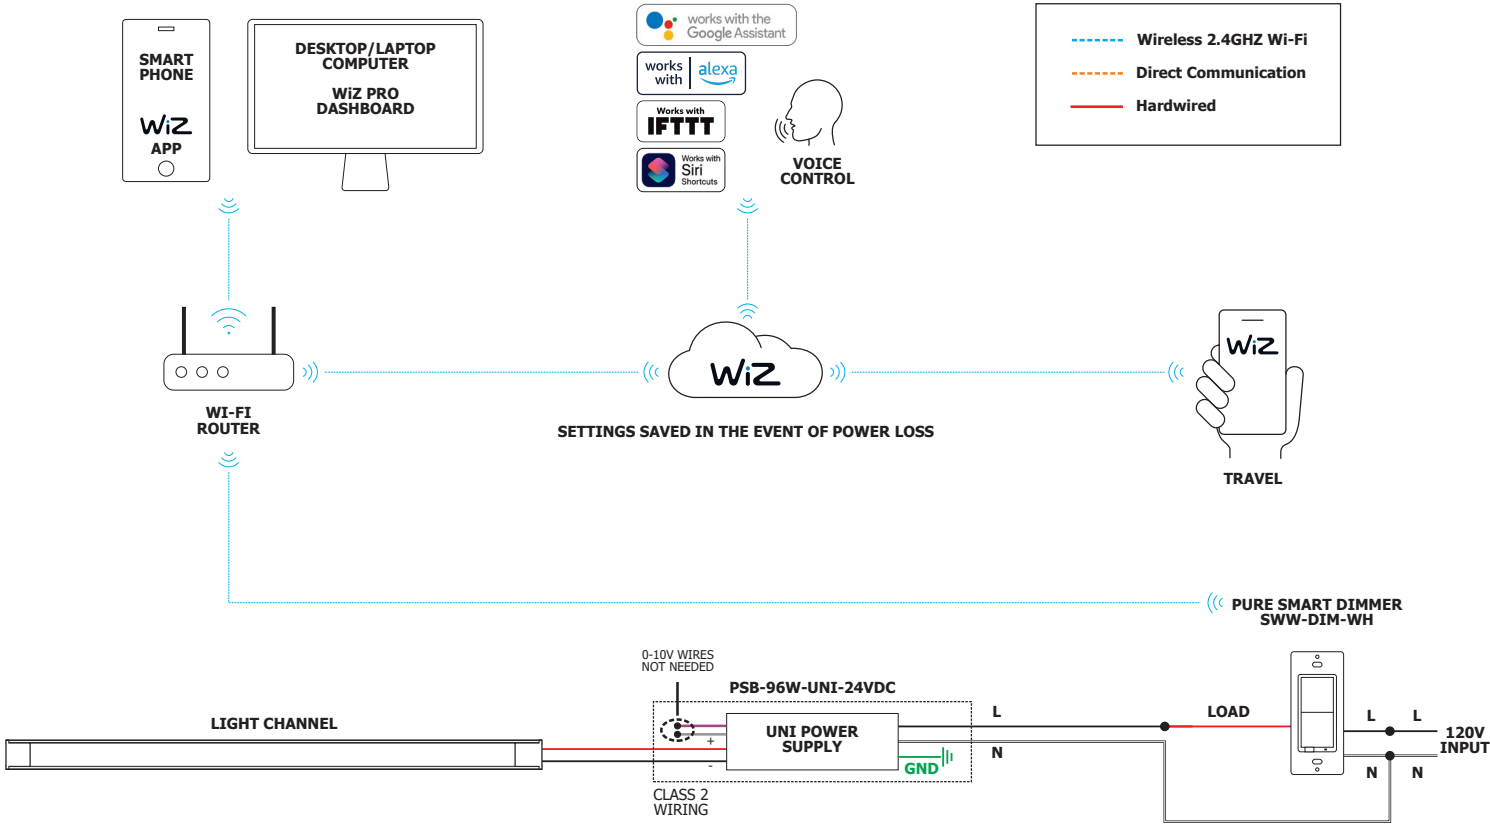 SMART
PHONE
WiZ
APP
DESKTOP/LAPTOP
COMPUTER
WiZ PRO
DASHBOARD
works with the
Google Assistant
works
with
alexa
Works with
IFTTT
Works with
Siri
Shortcuts
VOICE
CONTROL
Wireless 2.4GHZ Wi-Fi
Direct Communication
Hardwired
WI-FI
ROUTER
WiZ
SETTINGS SAVED IN THE EVENT OF POWER LOSS
WiZ
TRAVEL
PURE SMART DIMMER
SWW-DIM-WH
0-10V WIRES
NOT NEEDED
PSB-96W-UNI-24VDC
LIGHT CHANNEL
+
-
UNI POWER
SUPPLY
GND
L
N
LOAD
L
L
120V
INPUT
N
N
CLASS 2
WIRING